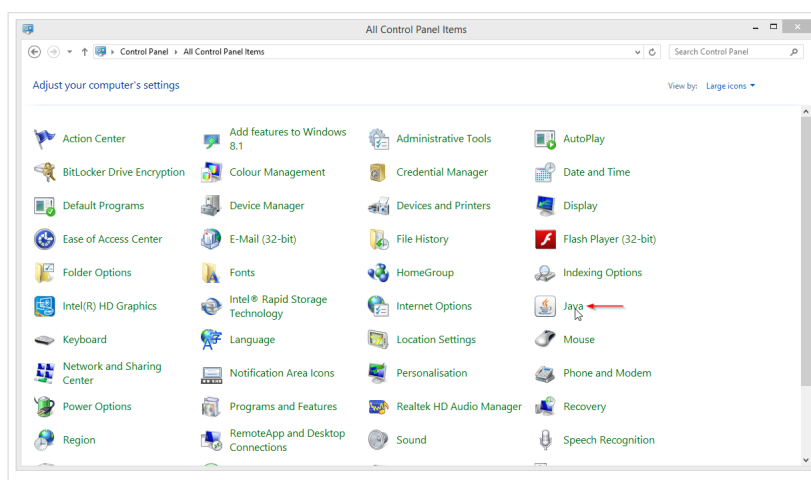 All Control Panel Items
Control Panel All Control Panel Items
Search Control Panel
Adjust your computer's settings
View by: Large icons
Action Center
Add features to Windows
8.1
Administrative Tools
AutoPlay
BitLocker Drive Encryption
Colour Management
Credential Manager
Date and Time
Default Programs
Device Manager
Devices and Printers
Display
Ease of Access Center
E-Mail (32-bit)
File History
Flash Player (32-bit)
Folder Options
Fonts
HomeGroup
Indexing Options
Intel(R) HD Graphics
Intel® Rapid Storage
Technology
Internet Options
Java
Keyboard
Language
Location Settings
Mouse
Network and Sharing
Center
Notification Area Icons
Personalisation
Phone and Modem
Power Options
Programs and Features
Realtek HD Audio Manager
Recovery
Region
RemoteApp and Desktop
Connections
Sound
Speech Recognition